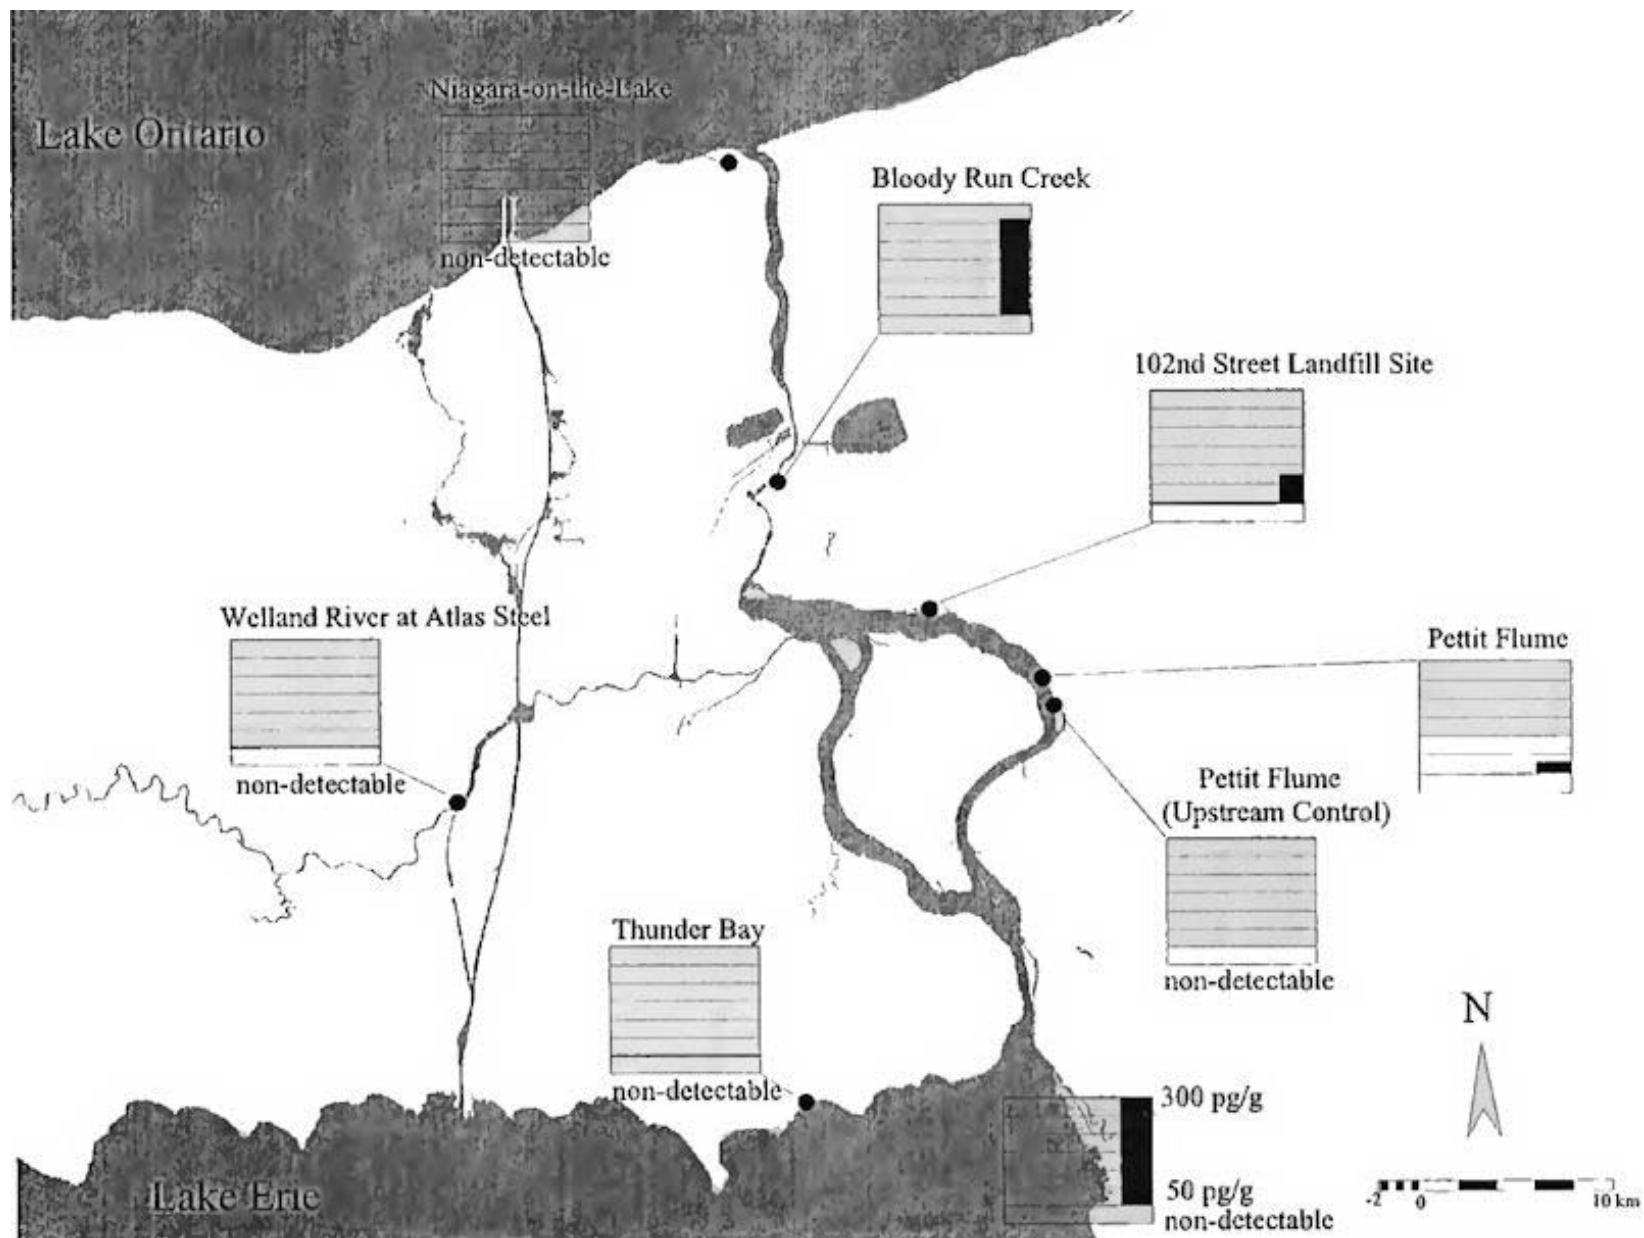 Niagara-on-the-Lake
Lake Ontario
non-detectable
Bloody Run Creek
102nd Street Landfill Site
Welland River at Atlas Steel
non-detectable
Pettit Flume
Pettit Flume
(Upstream Control)
non-detectable
Thunder Bay
non-detectable
N
300 pg/g
50 pg/g
non-detectable
Lake Erie
-2 0 10 km